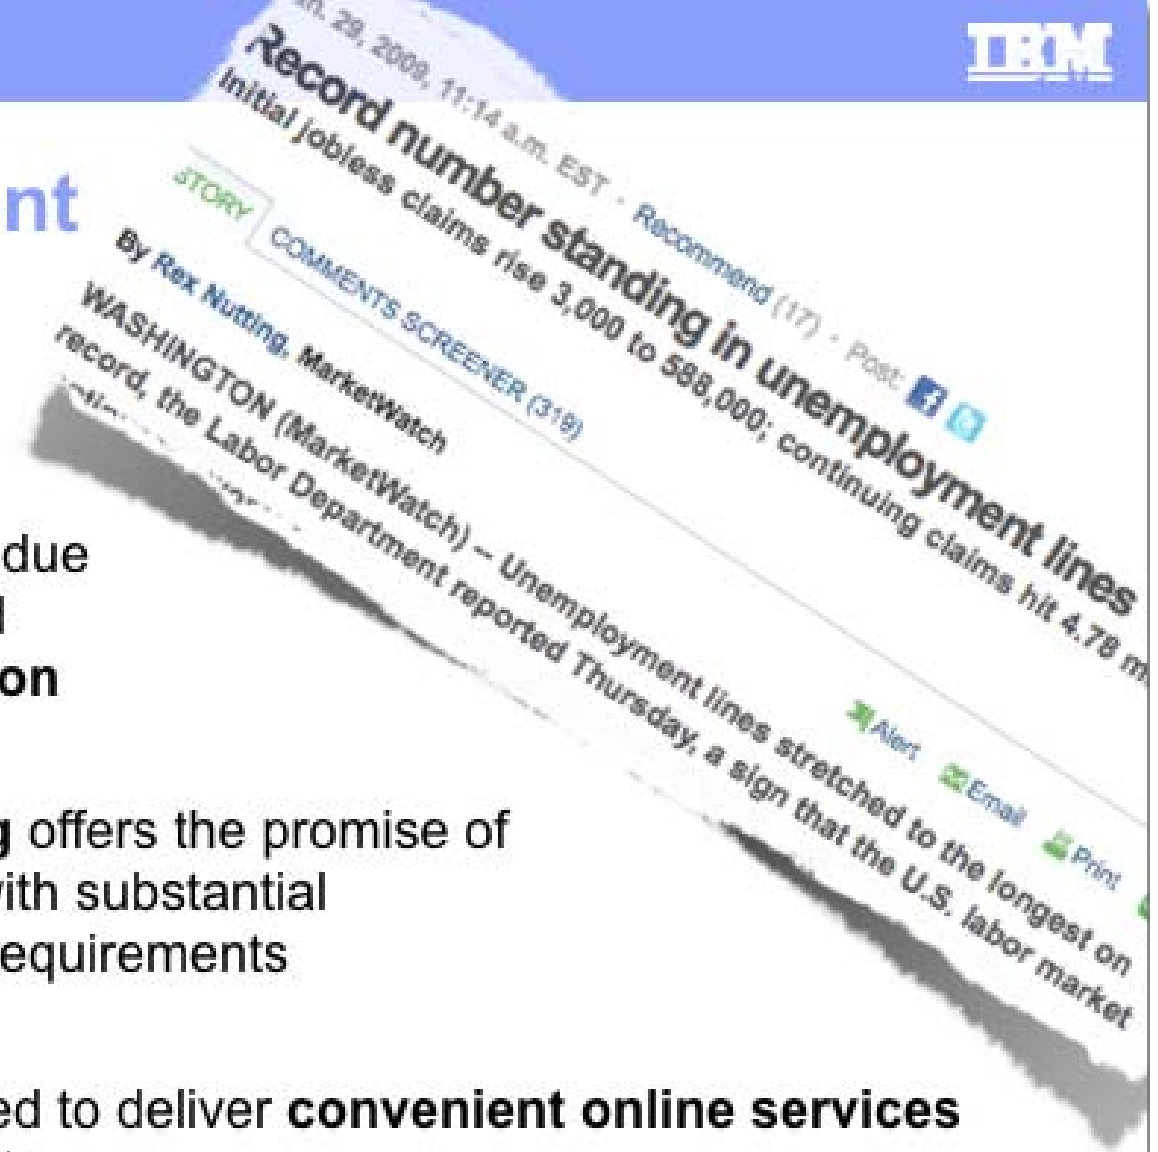 IBM
n. 29, 2009, 11:14 a.m. EST · Recommend (17) · Post:
Record number standing in unemployment lines
Initial jobless claims rise 3,000 to 588,000; continuing claims hit 4.78 m
STORY COMMENTS SCREENER (319)
Alert Email Print
By Rex Nutting, MarketWatch
WASHINGTON (MarketWatch) -- Unemployment lines stretched to the longest on
record, the Labor Department reported Thursday, a sign that the U.S. labor market
nt
due
on
g offers the promise of
with substantial
equirements
ed to deliver convenient online services